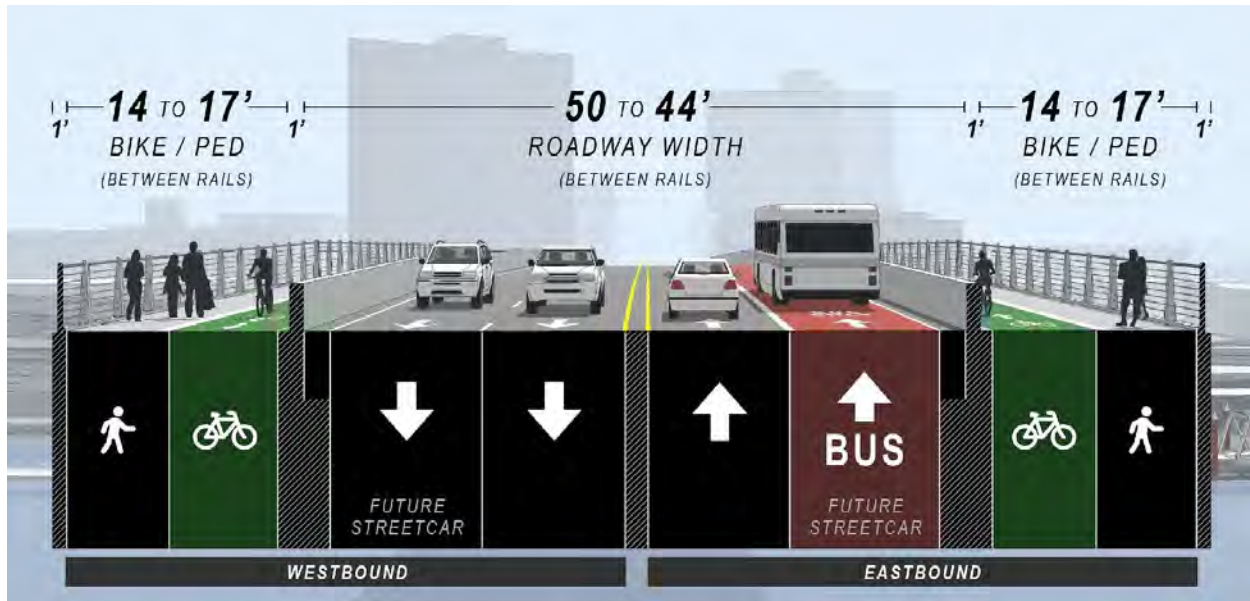 14 TO 17'
1'
1'
BIKE / PED
(BETWEEN RAILS)
50 TO 44'
ROADWAY WIDTH
(BETWEEN RAILS)
14 TO 17'
1'
1'
BIKE / PED
(BETWEEN RAILS)
BUS
FUTURE
STREETCAR
FUTURE
STREETCAR
WESTBOUND
EASTBOUND